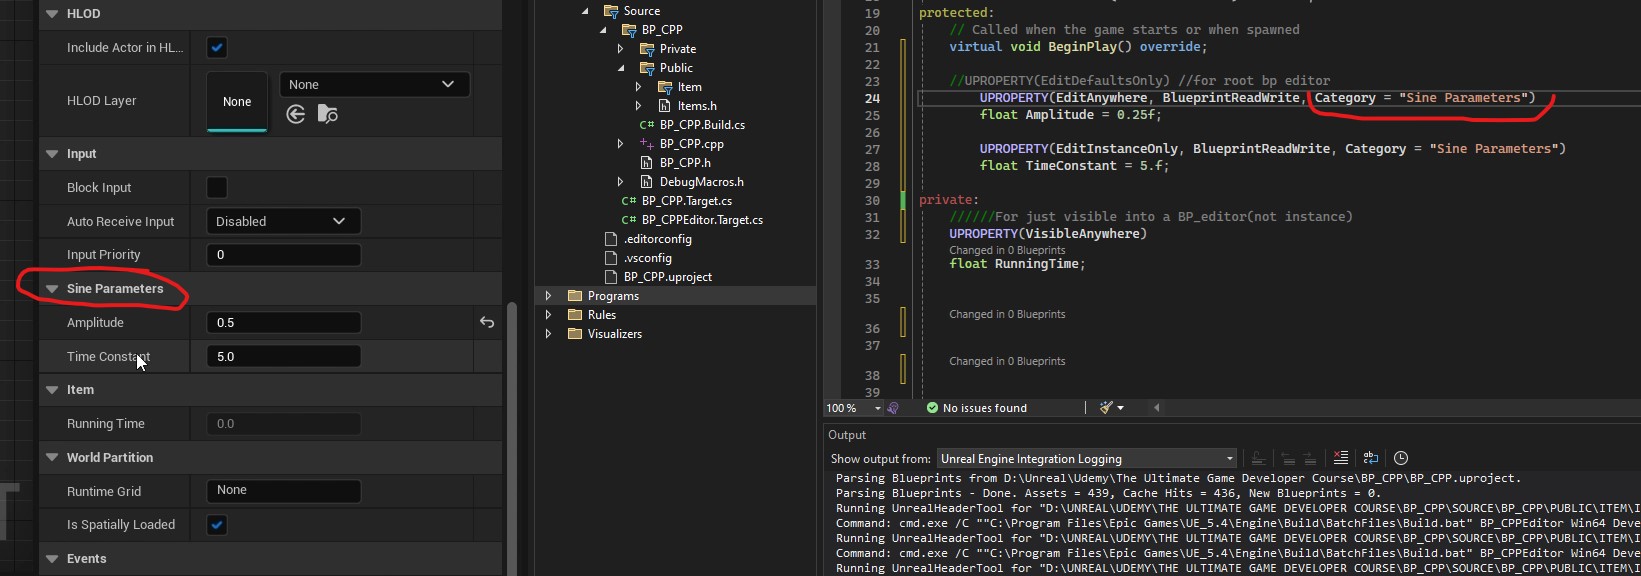 HLOD
Include Actor in HL...
HLOD Layer
None
None
Input
Block Input
Auto Receive Input
Disabled
Input Priority
0
Sine Parameters
Amplitude
0.5
Time Constant
5.0
Item
Running Time
0.0
World Partition
Runtime Grid
None
Is Spatially Loaded
Events
Source
BP_CPP
Private
Public
Item
Items.h
C# BP_CPP.Build.cs
BP_CPP.cpp
BP_CPP.h
DebugMacros.h
C# BP_CPP.Target.cs
C# BP_CPPEditor.Target.cs
.editorconfig
.vsconfig
BP_CPP.uproject
Programs
Rules
Visualizers
19 protected:
20 // Called when the game starts or when spawned
21 virtual void BeginPlay() override;
22
23 //UPROPERTY(EditDefaultsOnly) //for root bp editor
24 UPROPERTY(EditAnywhere, BlueprintReadWrite, Category = "Sine Parameters")
25 float Amplitude = 0.25f;
26
27 UPROPERTY(EditInstanceOnly, BlueprintReadWrite, Category = "Sine Parameters")
28 float TimeConstant = 5.f;
29
30 private:
31 //////For just visible into a BP_editor(not instance)
32 UPROPERTY(VisibleAnywhere)
Changed in 0 Blueprints
33 float RunningTime;
34
35
Changed in 0 Blueprints
36
37
Changed in 0 Blueprints
38
39
100 %
No issues found
Output
Show output from: Unreal Engine Integration Logging
Parsing Blueprints from D:\Unreal\Udemy\The Ultimate Game Developer Course\BP_CPP\BP_CPP.uproject.
Parsing Blueprints - Done. Assets = 439, Cache Hits = 436, New Blueprints = 0.
Running UnrealHeaderTool for "D:\UNREAL\UDEMY\THE ULTIMATE GAME DEVELOPER COURSE\BP_CPP\SOURCE\BP_CPP\PUBLIC\ITEM\I
Command: cmd.exe /C ""C:\Program Files\Epic Games\UE_5.4\Engine\Build\BatchFiles\Build.bat" BP_CPPEditor Win64 Deve
Running UnrealHeaderTool for "D:\UNREAL\UDEMY\THE ULTIMATE GAME DEVELOPER COURSE\BP_CPP\SOURCE\BP_CPP\PUBLIC\ITEM\I
Command: cmd.exe /C ""C:\Program Files\Epic Games\UE_5.4\Engine\Build\BatchFiles\Build.bat" BP_CPPEditor Win64 Deve
Running UnrealHeaderTool for "D:\UNREAL\UDEMY\THE ULTIMATE GAME DEVELOPER COURSE\BP_CPP\SOURCE\BP_CPP\PUBLIC\ITEM\I